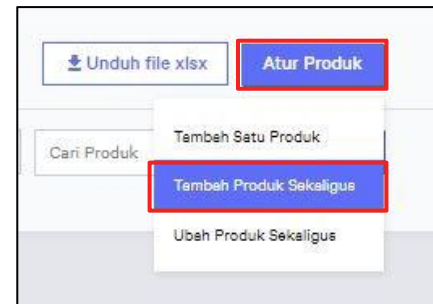 Unduh file xlsx
Atur Produk
Cari Produk
Tambah Satu Produk
Tambah Produk Sekaligus
Ubah Produk Sekaligus